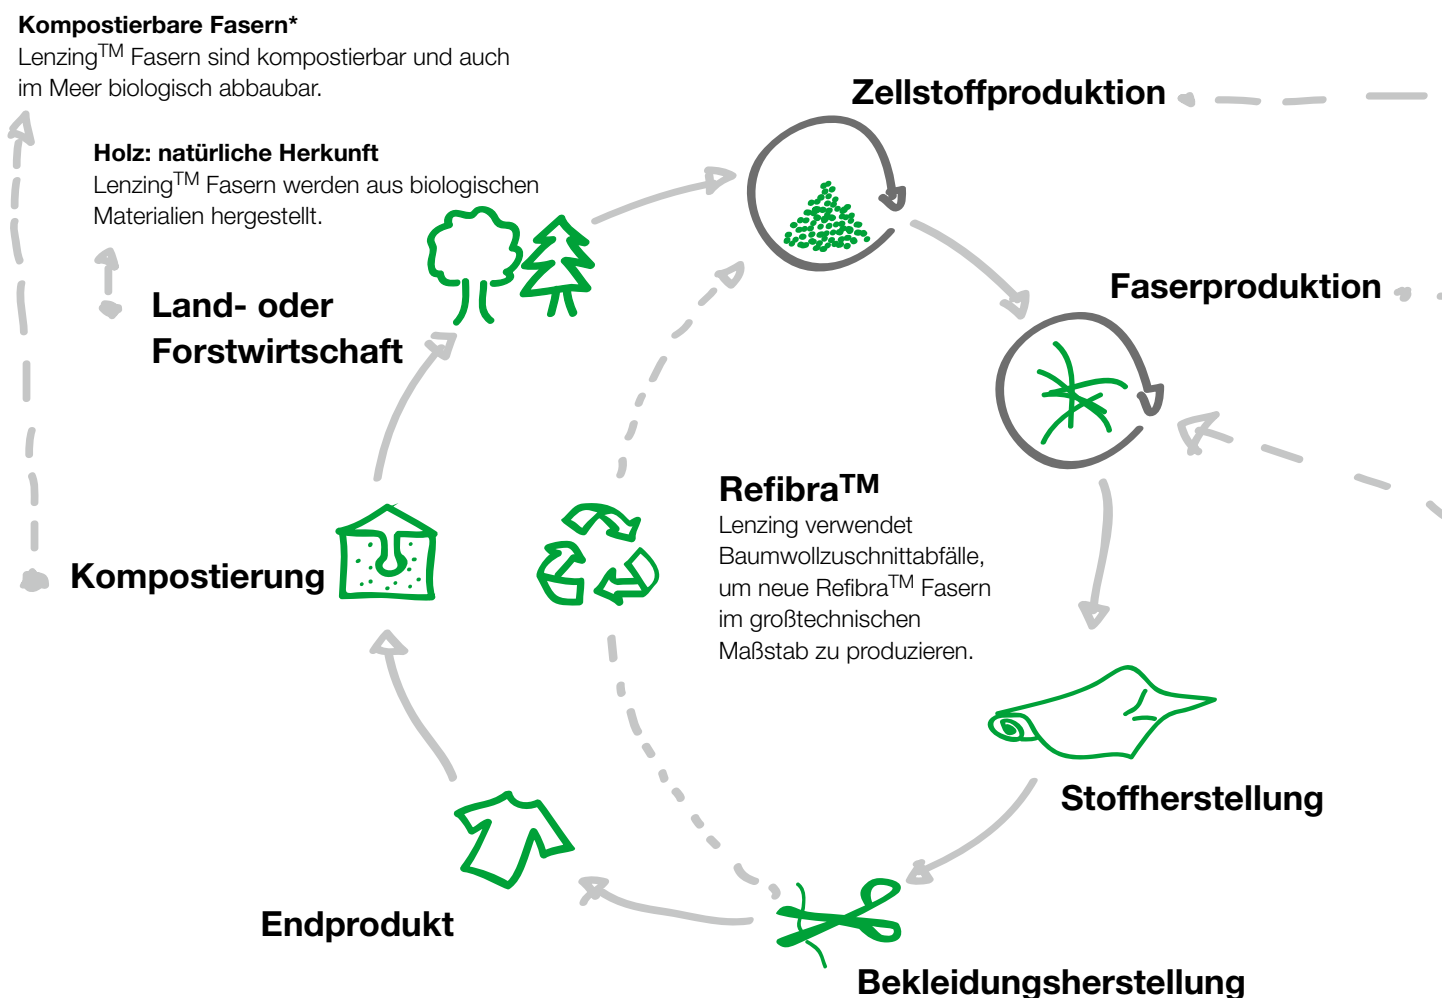 Kompostierbare Fasern*
Lenzing™ Fasern sind kompostierbar und auch
im Meer biologisch abbaubar.
Zellstoffproduktion
Holz: natürliche Herkunft
Lenzing™ Fasern werden aus biologischen
Materialien hergestellt.
Land- oder
Forstwirtschaft
Faserproduktion
Refibra™
Lenzing verwendet
Baumwollzuschnittabfälle,
um neue Refibra™ Fasern
im großtechnischen
Maßstab zu produzieren.
Kompostierung
Stoffherstellung
Endprodukt
Bekleidungsherstellung